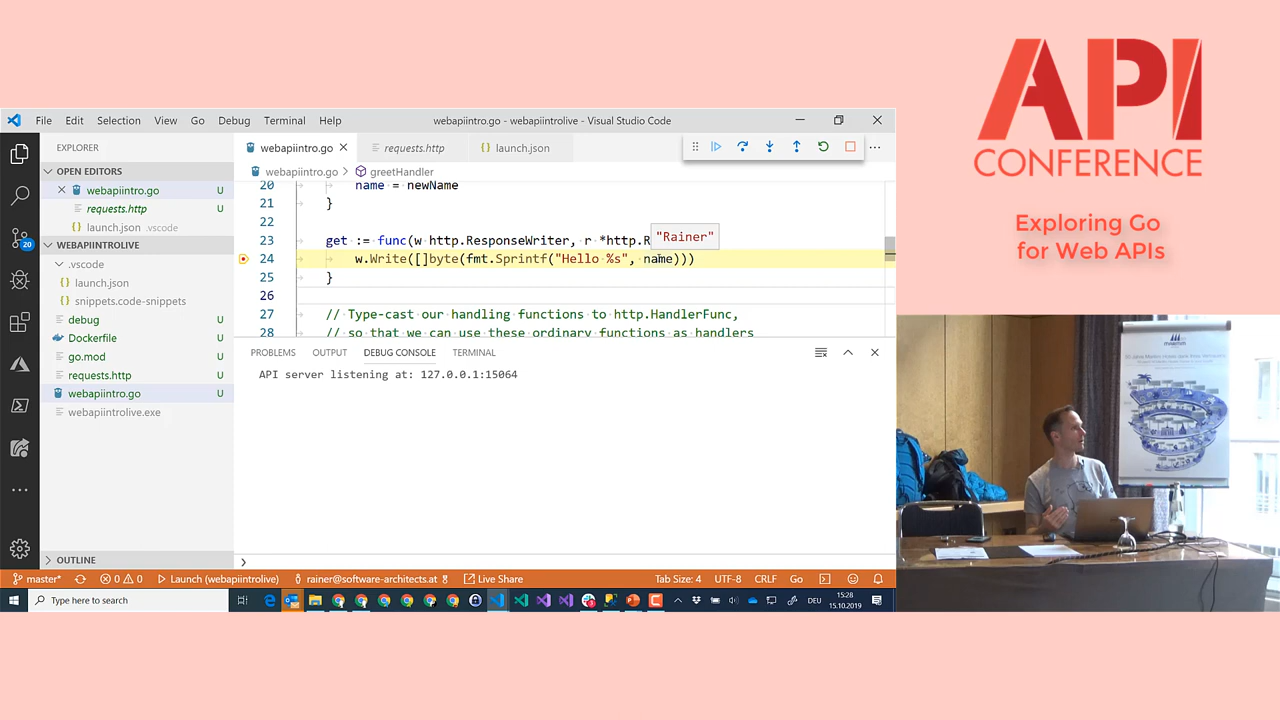 API
CONFERENCE
Exploring Go
for Web APIs
File Edit Selection View Go Debug Terminal Help
webapiintro.go - webapiintrolive - Visual Studio Code
EXPLORER
OPEN EDITORS
webapiintro.go U
requests.http U
launch.json .vscode
WEBAPIINTROLIVE
.vscode
launch.json
snippets.code-snippets
debug U
Dockerfile U
go.mod U
requests.http U
webapiintro.go U
webapiintrolive.exe
OUTLINE
20
webapiintro.go requests.http launch.json
webapiintro.go > greetHandler
20 name = newName
21 }
22
23 get := func(w http.ResponseWriter, r *http.R
"Rainer"
24 w.Write([]byte(fmt.Sprintf("Hello %s", name)))
25 }
26
27 // Type-cast our handling functions to http.HandlerFunc,
28 // so that we can use these ordinary functions as handlers
PROBLEMS OUTPUT DEBUG CONSOLE TERMINAL
API server listening at: 127.0.0.1:15064
master* 0 0 Launch (webapiintrolive) rainer@software-architects.at Live Share Tab Size: 4 UTF-8 CRLF Go
Type here to search
DEU
15:28
15.10.2019